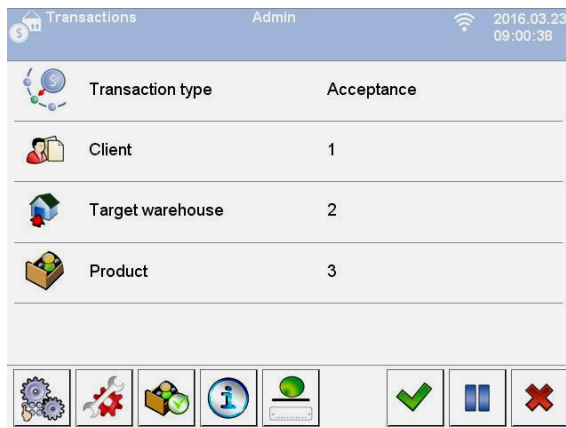 Transactions Admin 2016.03.23
09:00:38
Transaction type Acceptance
Client 1
Target warehouse 2
Product 3